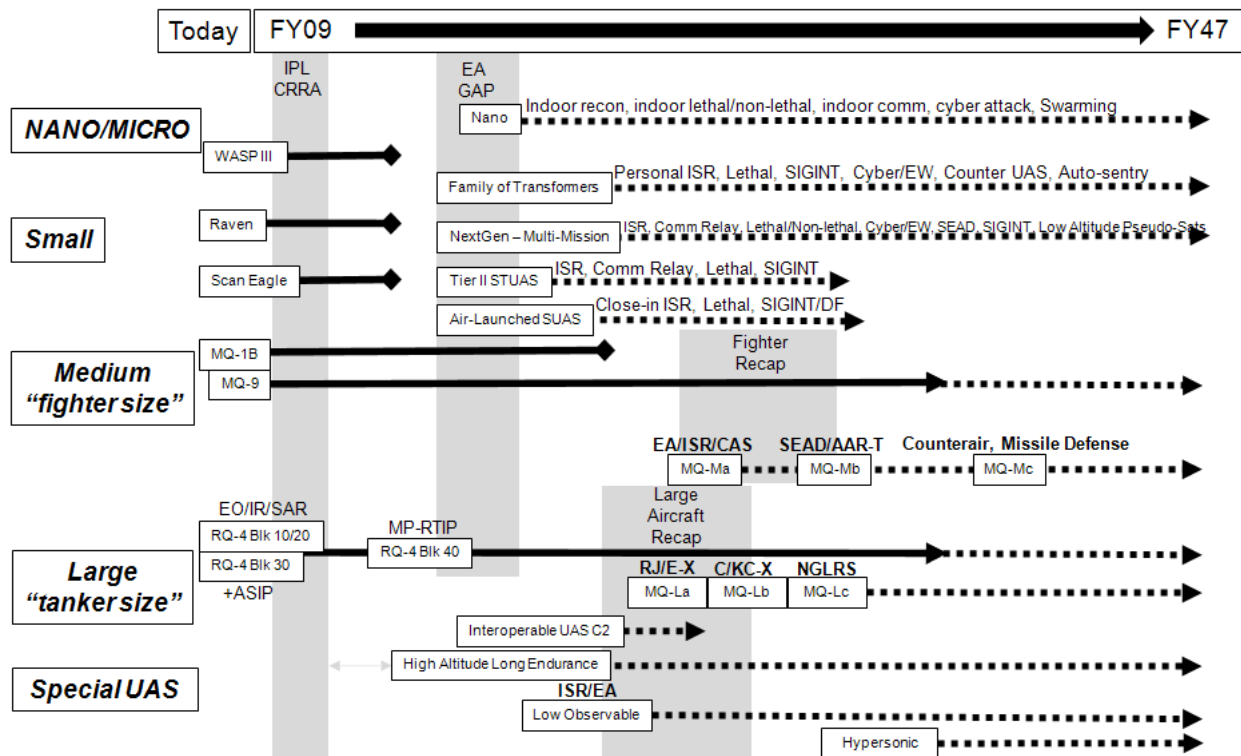 Today
FY09
FY47
IPL
CRRA
EA
GAP
NANO/MICRO
Nano
Indoor recon, indoor lethal/non-lethal, indoor comm, cyber attack, Swarming
WASP III
Family of Transformers
Personal ISR, Lethal, SIGINT, Cyber/EW, Counter UAS, Auto-sentry
Small
Raven
NextGen – Multi-Mission
ISR, Comm Relay, Lethal/Non-lethal, Cyber/EW, SEAD, SIGINT, Low Altitude Pseudo-Sats
Scan Eagle
Tier II STUAS
ISR, Comm Relay, Lethal, SIGINT
Air-Launched SUAS
Close-in ISR, Lethal, SIGINT/DF
Medium
“fighter size”
MQ-1B
MQ-9
Fighter
Recap
EA/ISR/CAS
MQ-Ma
SEAD/AAR-T
MQ-Mb
Counterair, Missile Defense
MQ-Mc
Large
Aircraft
Recap
Large
“tanker size”
EO/IR/SAR
RQ-4 Blk 10/20
RQ-4 Blk 30
+ASIP
MP-RTIP
RQ-4 Blk 40
RJ/E-X
MQ-La
C/KC-X
MQ-Lb
NGLRS
MQ-Lc
Special UAS
Interoperable UAS C2
High Altitude Long Endurance
ISR/EA
Low Observable
Hypersonic